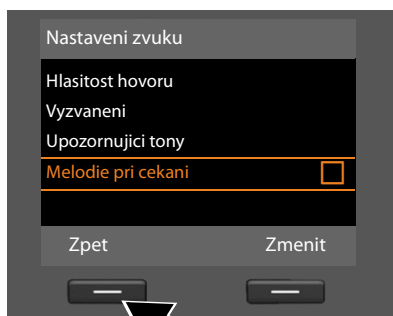 Nastaveni zvuku
Hlasitost hovoru
Vyzvaneni
Upozornujici tony
Melodie pri cekani
Zpet Zmenit